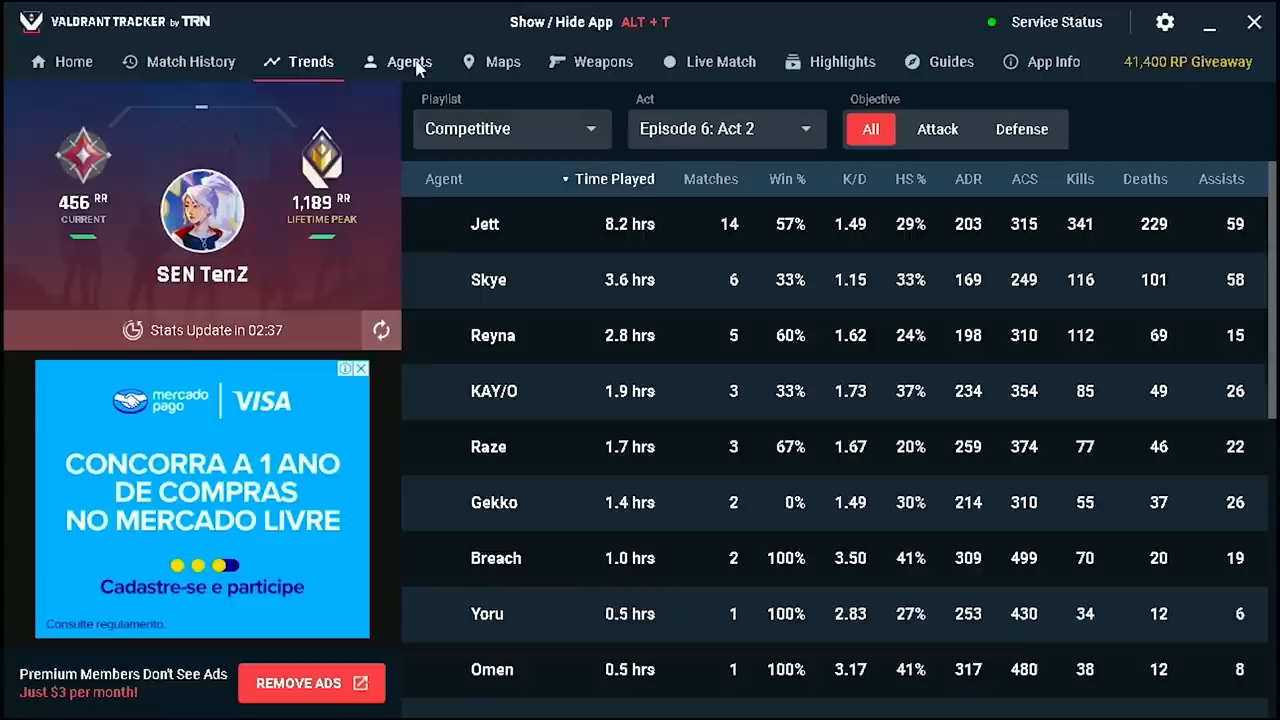 VALORANT TRACKER by TRN
Show / Hide App ALT + T
Service Status
Home Match History Trends Agents Maps Weapons Live Match Highlights Guides App Info 41,400 RP Giveaway
456 RR
CURRENT
1,189 RR
LIFETIME PEAK
SEN TenZ
Stats Update in 02:37
mercado pago VISA
CONCORRA A 1 ANO
DE COMPRAS
NO MERCADO LIVRE
Cadastre-se e participe
Consulte regulamento.
Premium Members Don't See Ads
Just $3 per month!
REMOVE ADS
Playlist Act Objective
Competitive Episode 6: Act 2 All Attack Defense
Agent Time Played Matches Win % K/D HS % ADR ACS Kills Deaths Assists
Jett 8.2 hrs 14 57% 1.49 29% 203 315 341 229 59
Skye 3.6 hrs 6 33% 1.15 33% 169 249 116 101 58
Reyna 2.8 hrs 5 60% 1.62 24% 198 310 112 69 15
KAY/O 1.9 hrs 3 33% 1.73 37% 234 354 85 49 26
Raze 1.7 hrs 3 67% 1.67 20% 259 374 77 46 22
Gekko 1.4 hrs 2 0% 1.49 30% 214 310 55 37 26
Breach 1.0 hrs 2 100% 3.50 41% 309 499 70 20 19
Yoru 0.5 hrs 1 100% 2.83 27% 253 430 34 12 6
Omen 0.5 hrs 1 100% 3.17 41% 317 480 38 12 8